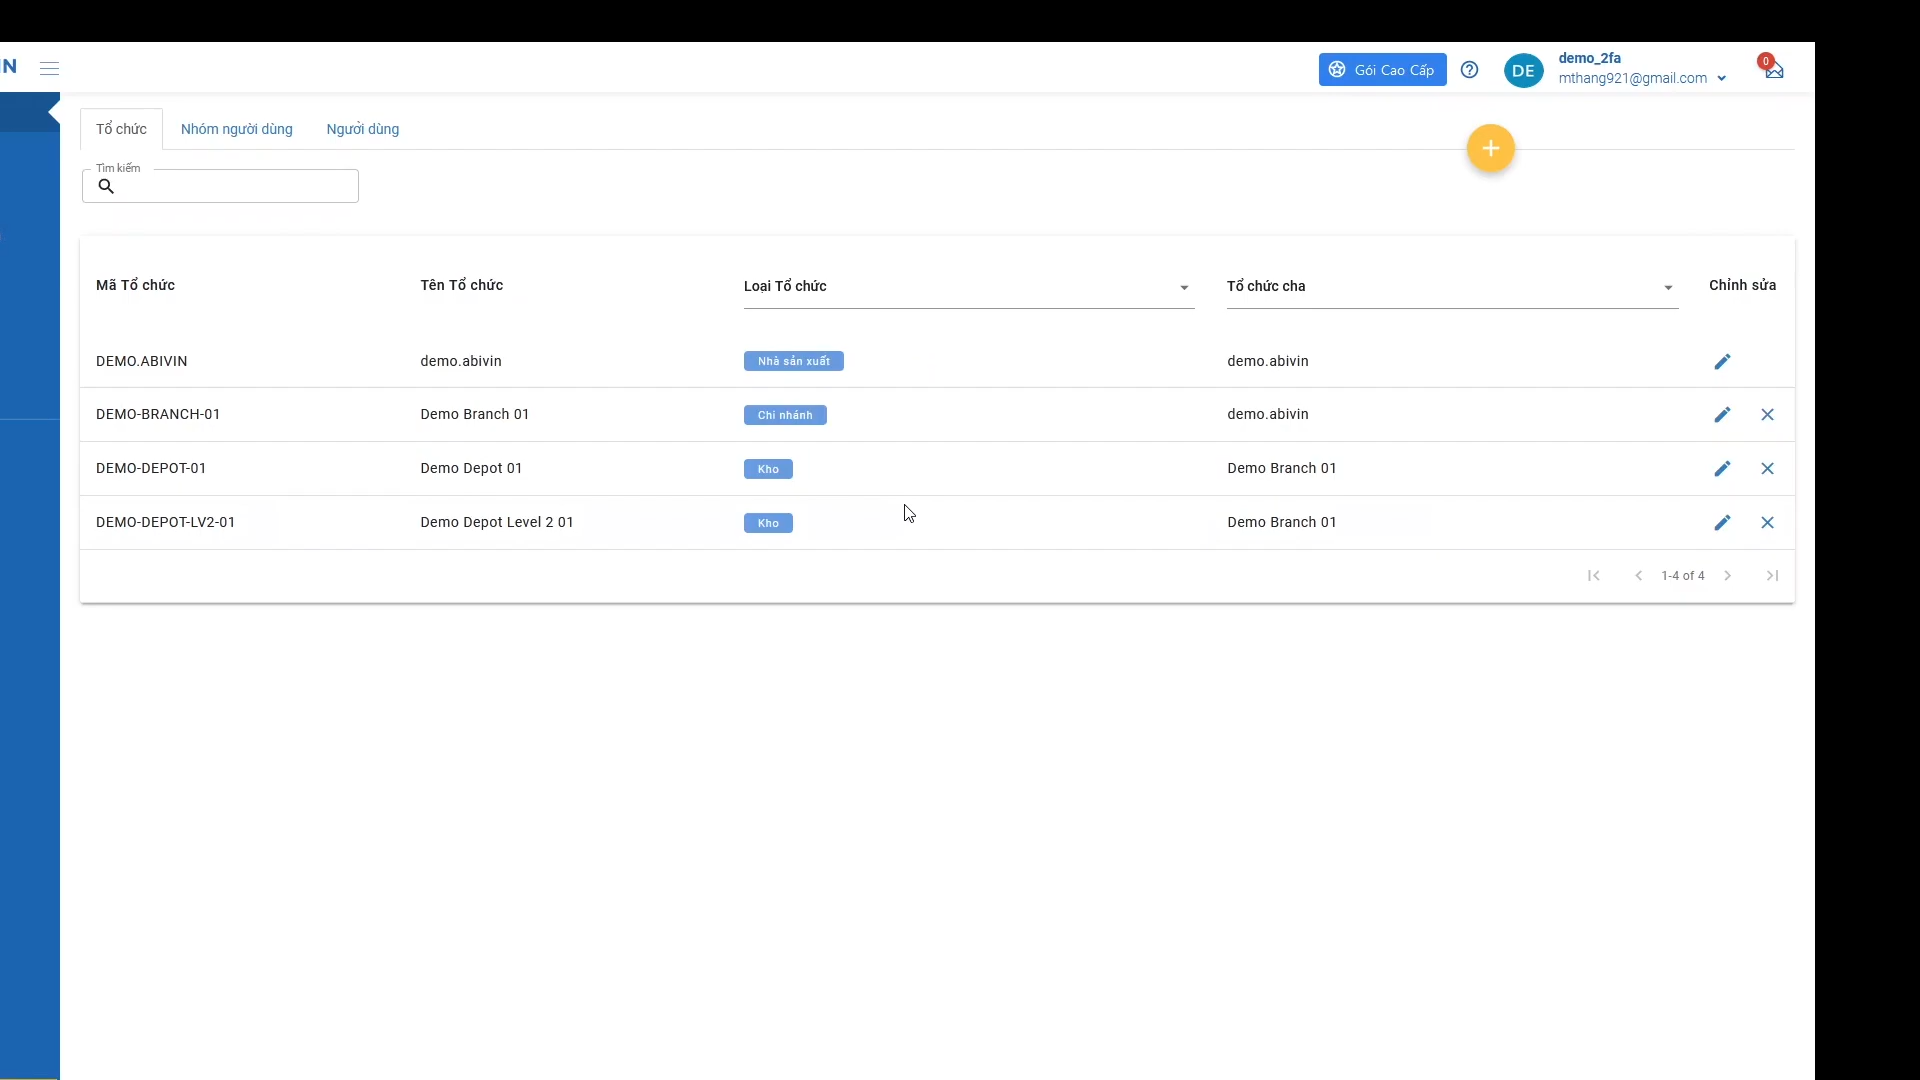 IN
Gói Cao Cấp
DE
demo_2fa
mthang921@gmail.com
0
Tổ chức
Nhóm người dùng
Người dùng
Tìm kiếm
Mã Tổ chức
Tên Tổ chức
Loại Tổ chức
Tổ chức cha
Chỉnh sửa
DEMO.ABIVIN
demo.abivin
Nhà sản xuất
demo.abivin
DEMO-BRANCH-01
Demo Branch 01
Chi nhánh
demo.abivin
DEMO-DEPOT-01
Demo Depot 01
Kho
Demo Branch 01
DEMO-DEPOT-LV2-01
Demo Depot Level 2 01
Kho
Demo Branch 01
1-4 of 4